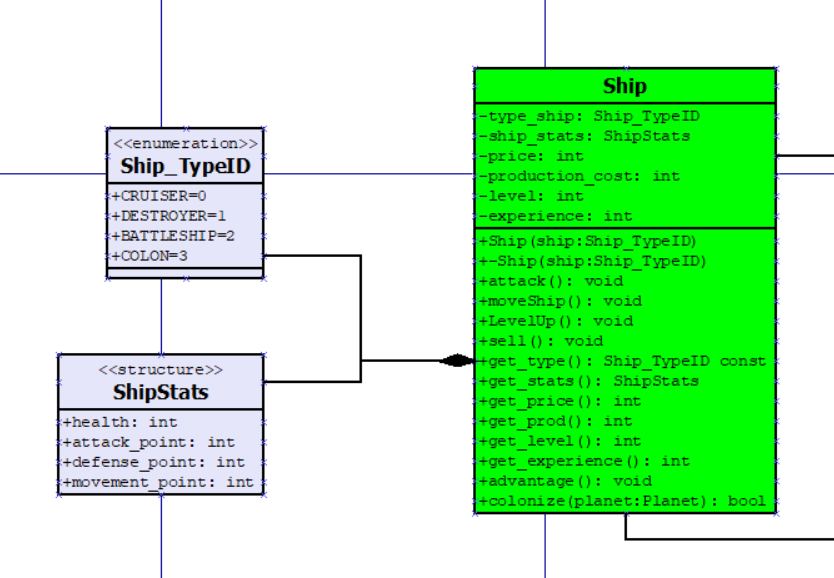 <<enumeration>>
Ship_TypeID
+CRUISER=0
+DESTROYER=1
+BATTLESHIP=2
+COLON=3
<<structure>>
ShipStats
+health: int
+attack_point: int
+defense_point: int
+movement_point: int
Ship
-type_ship: Ship_TypeID
-ship_stats: ShipStats
-price: int
-production_cost: int
-level: int
-experience: int
+Ship(ship:Ship_TypeID)
+~Ship(ship:Ship_TypeID)
+attack(): void
+moveShip(): void
+LevelUp(): void
+sell(): void
+get_type(): Ship_TypeID const
+get_stats(): ShipStats
+get_price(): int
+get_prod(): int
+get_level(): int
+get_experience(): int
+advantage(): void
+colonize(planet:Planet): bool